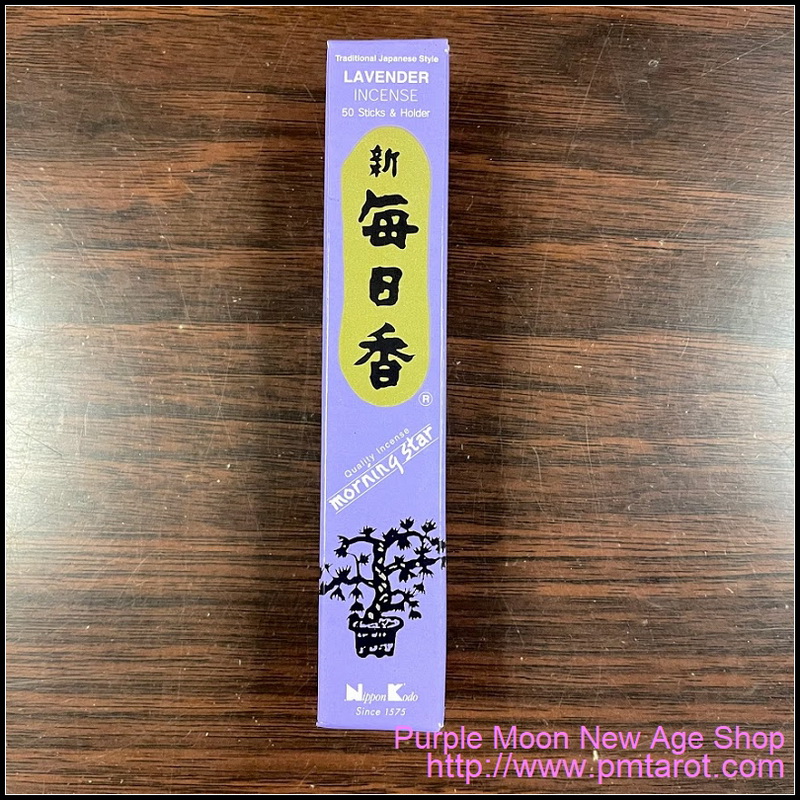 Traditional Japanese Style
LAVENDER
INCENSE
50 Sticks & Holder
新
毎
日
香
®
Quality Incense
morning star
Nippon Kodo
Since 1575
Purple Moon New Age Shop
http://www.pmtarot.com